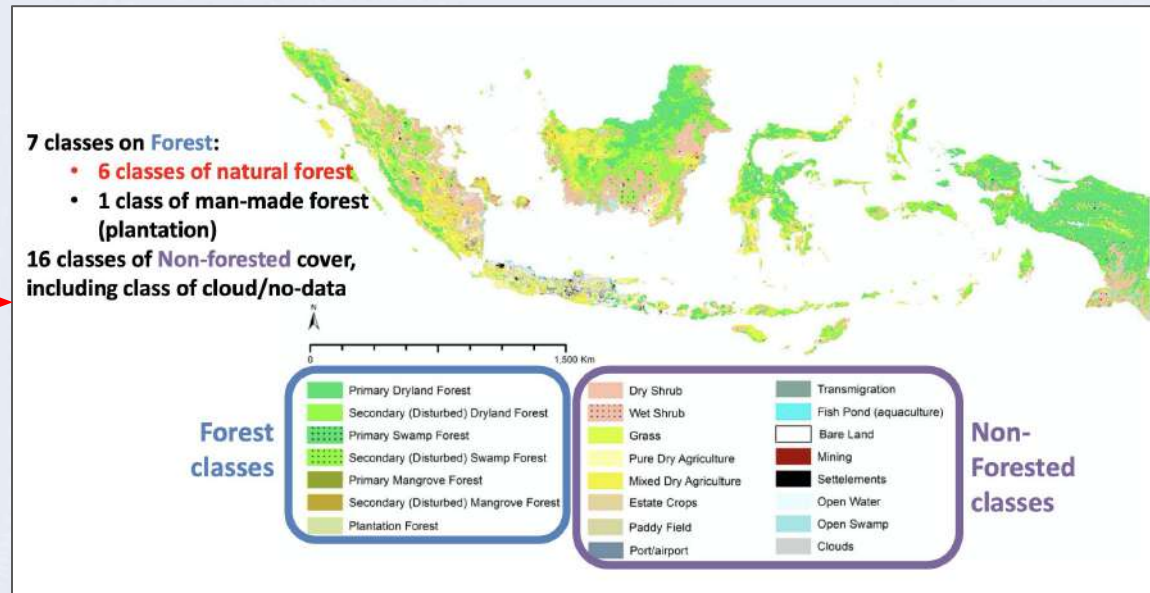 7 classes on Forest:
• 6 classes of natural forest
• 1 class of man-made forest
(plantation)
16 classes of Non-forested cover,
including class of cloud/no-data
N
0 1,500 Km
Forest
classes
Primary Dryland Forest
Secondary (Disturbed) Dryland Forest
Primary Swamp Forest
Secondary (Disturbed) Swamp Forest
Primary Mangrove Forest
Secondary (Disturbed) Mangrove Forest
Plantation Forest
Dry Shrub
Wet Shrub
Grass
Pure Dry Agriculture
Mixed Dry Agriculture
Estate Crops
Paddy Field
Port/airport
Transmigration
Fish Pond (aquaculture)
Bare Land
Mining
Settelements
Open Water
Open Swamp
Clouds
Non-
Forested
classes